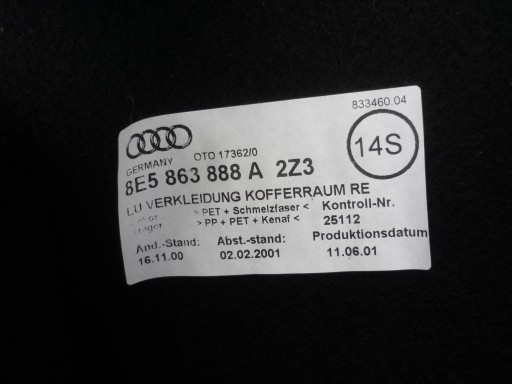 833460.04
14S
GERMANY OTO 17362/0
8E5 863 888 A 2Z3
LU VERKLEIDUNG KOFFERRAUM RE
> PET + Schmelzfaser < Kontroll-Nr.
> PP + PET + Kenaf < 25112
Änd.-Stand: Abst.-stand: Produktionsdatum
16.11.00 02.02.2001 11.06.01